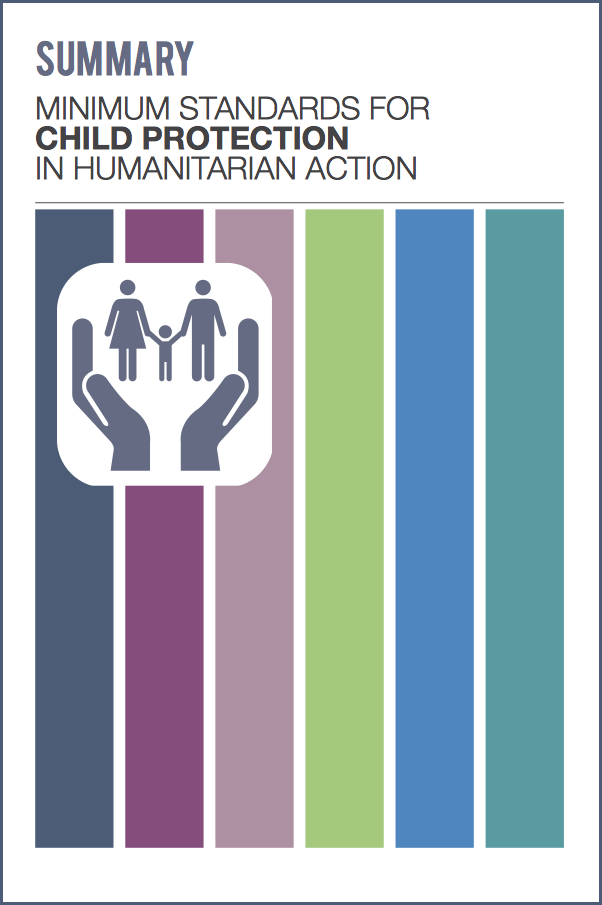 SUMMARY
MINIMUM STANDARDS FOR
CHILD PROTECTION
IN HUMANITARIAN ACTION